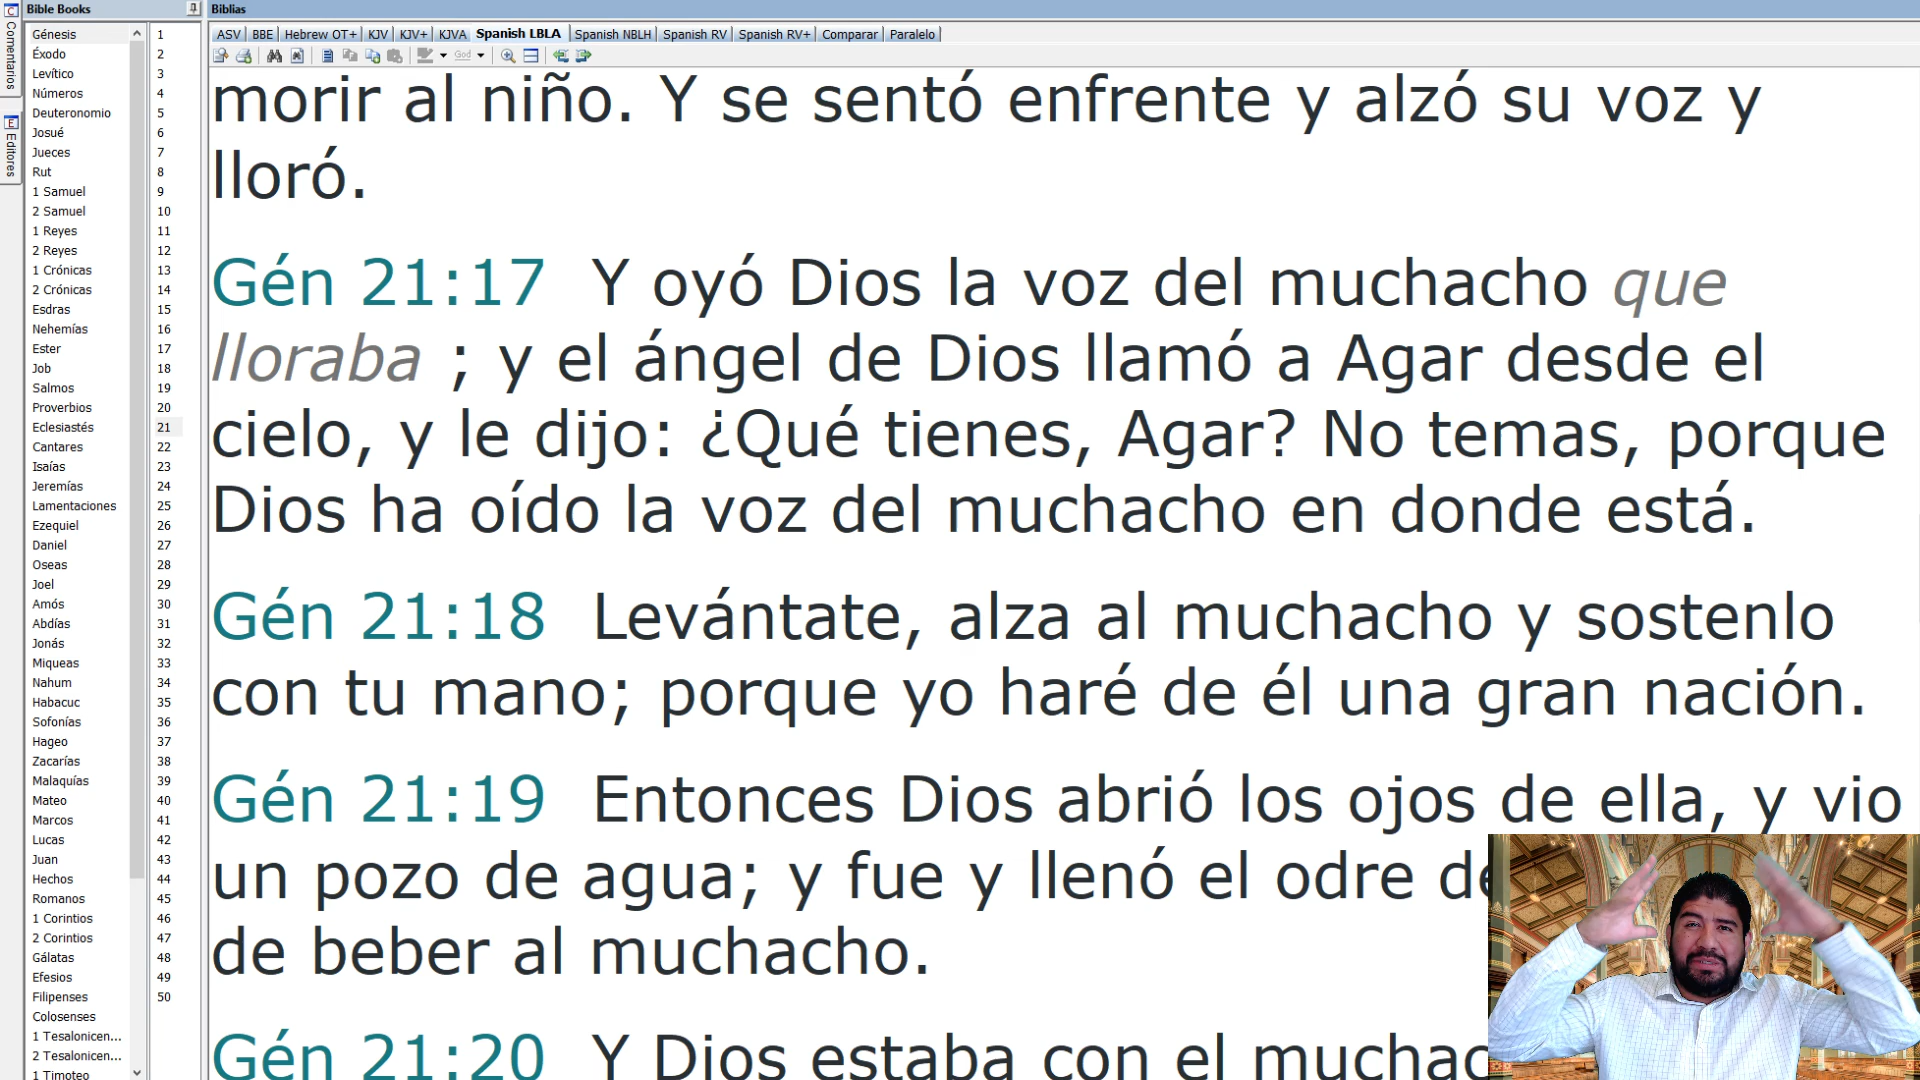 Bible Books
Biblias
Comentarios
Editores
ASV BBE Hebrew OT+ KJV KJV+ KJVA Spanish LBLA Spanish NBLH Spanish RV Spanish RV+ Comparar Paralelo
God
Génesis 1
Éxodo 2
Levítico 3
Números 4
Deuteronomio 5
Josué 6
Jueces 7
Rut 8
1 Samuel 9
2 Samuel 10
1 Reyes 11
2 Reyes 12
1 Crónicas 13
2 Crónicas 14
Esdras 15
Nehemías 16
Ester 17
Job 18
Salmos 19
Proverbios 20
Eclesiastés 21
Cantares 22
Isaías 23
Jeremías 24
Lamentaciones 25
Ezequiel 26
Daniel 27
Oseas 28
Joel 29
Amós 30
Abdías 31
Jonás 32
Miqueas 33
Nahum 34
Habacuc 35
Sofonías 36
Hageo 37
Zacarías 38
Malaquías 39
Mateo 40
Marcos 41
Lucas 42
Juan 43
Hechos 44
Romanos 45
1 Corintios 46
2 Corintios 47
Gálatas 48
Efesios 49
Filipenses 50
Colosenses
1 Tesalonicen...
2 Tesalonicen...
1 Timoteo
morir al niño. Y se sentó enfrente y alzó su voz y
lloró.
Gén 21:17 Y oyó Dios la voz del muchacho que
lloraba ; y el ángel de Dios llamó a Agar desde el
cielo, y le dijo: ¿Qué tienes, Agar? No temas, porque
Dios ha oído la voz del muchacho en donde está.
Gén 21:18 Levántate, alza al muchacho y sostenlo
con tu mano; porque yo haré de él una gran nación.
Gén 21:19 Entonces Dios abrió los ojos de ella, y vio
un pozo de agua; y fue y llenó el odre de
de beber al muchacho.
Gén 21:20 Y Dios estaba con el muchac